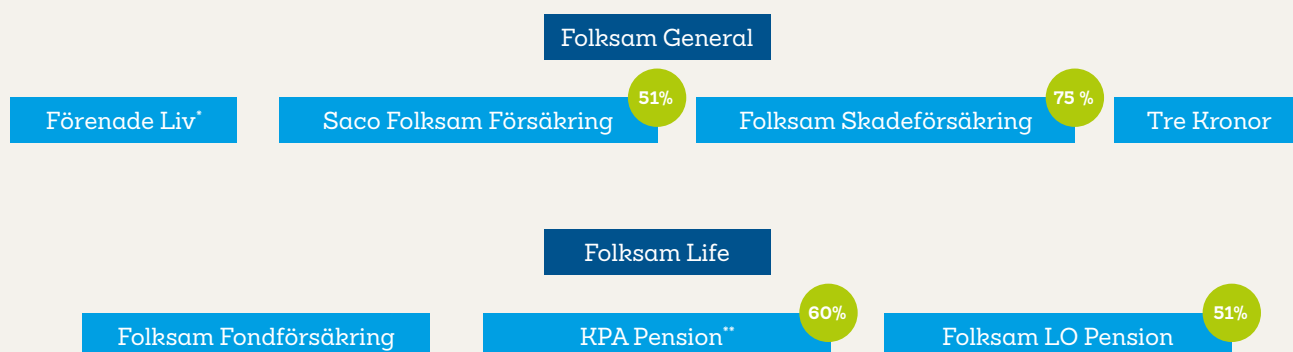 Folksam General
51%
75 %
Förenade Liv*
Saco Folksam Försäkring
Folksam Skadeförsäkring
Tre Kronor
Folksam Life
60%
51%
Folksam Fondförsäkring
KPA Pension**
Folksam LO Pension